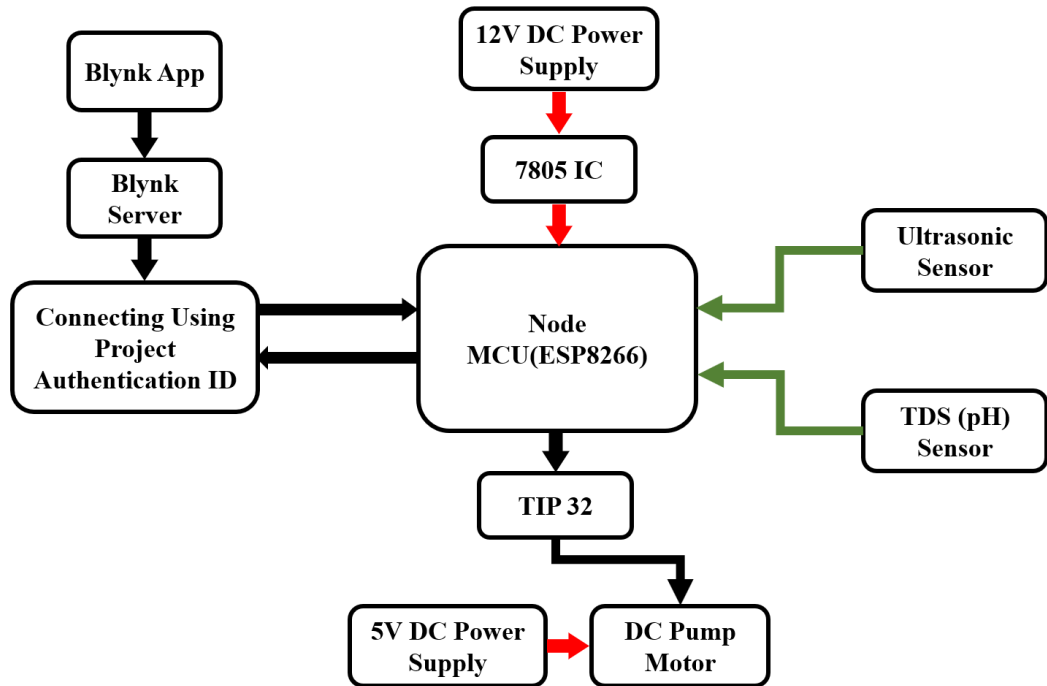 Blynk App
12V DC Power
Supply
Blynk
Server
7805 IC
Ultrasonic
Sensor
Connecting Using
Project
Authentication ID
Node
MCU(ESP8266)
TDS (pH)
Sensor
TIP 32
5V DC Power
Supply
DC Pump
Motor